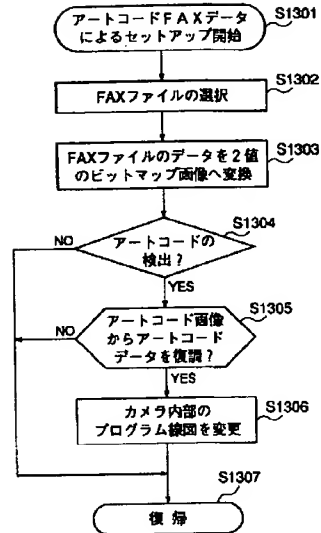 アートコードFAXデータ
によるセットアップ開始
S1301
FAXファイルの選択
S1302
FAXファイルのデータを2値
のビットマップ画像へ変換
S1303
アートコードの
検出?
S1304
NO
YES
アートコード画像
からアートコード
データを復調?
S1305
NO
YES
カメラ内部の
プログラム線図を変更
S1306
復帰
S1307